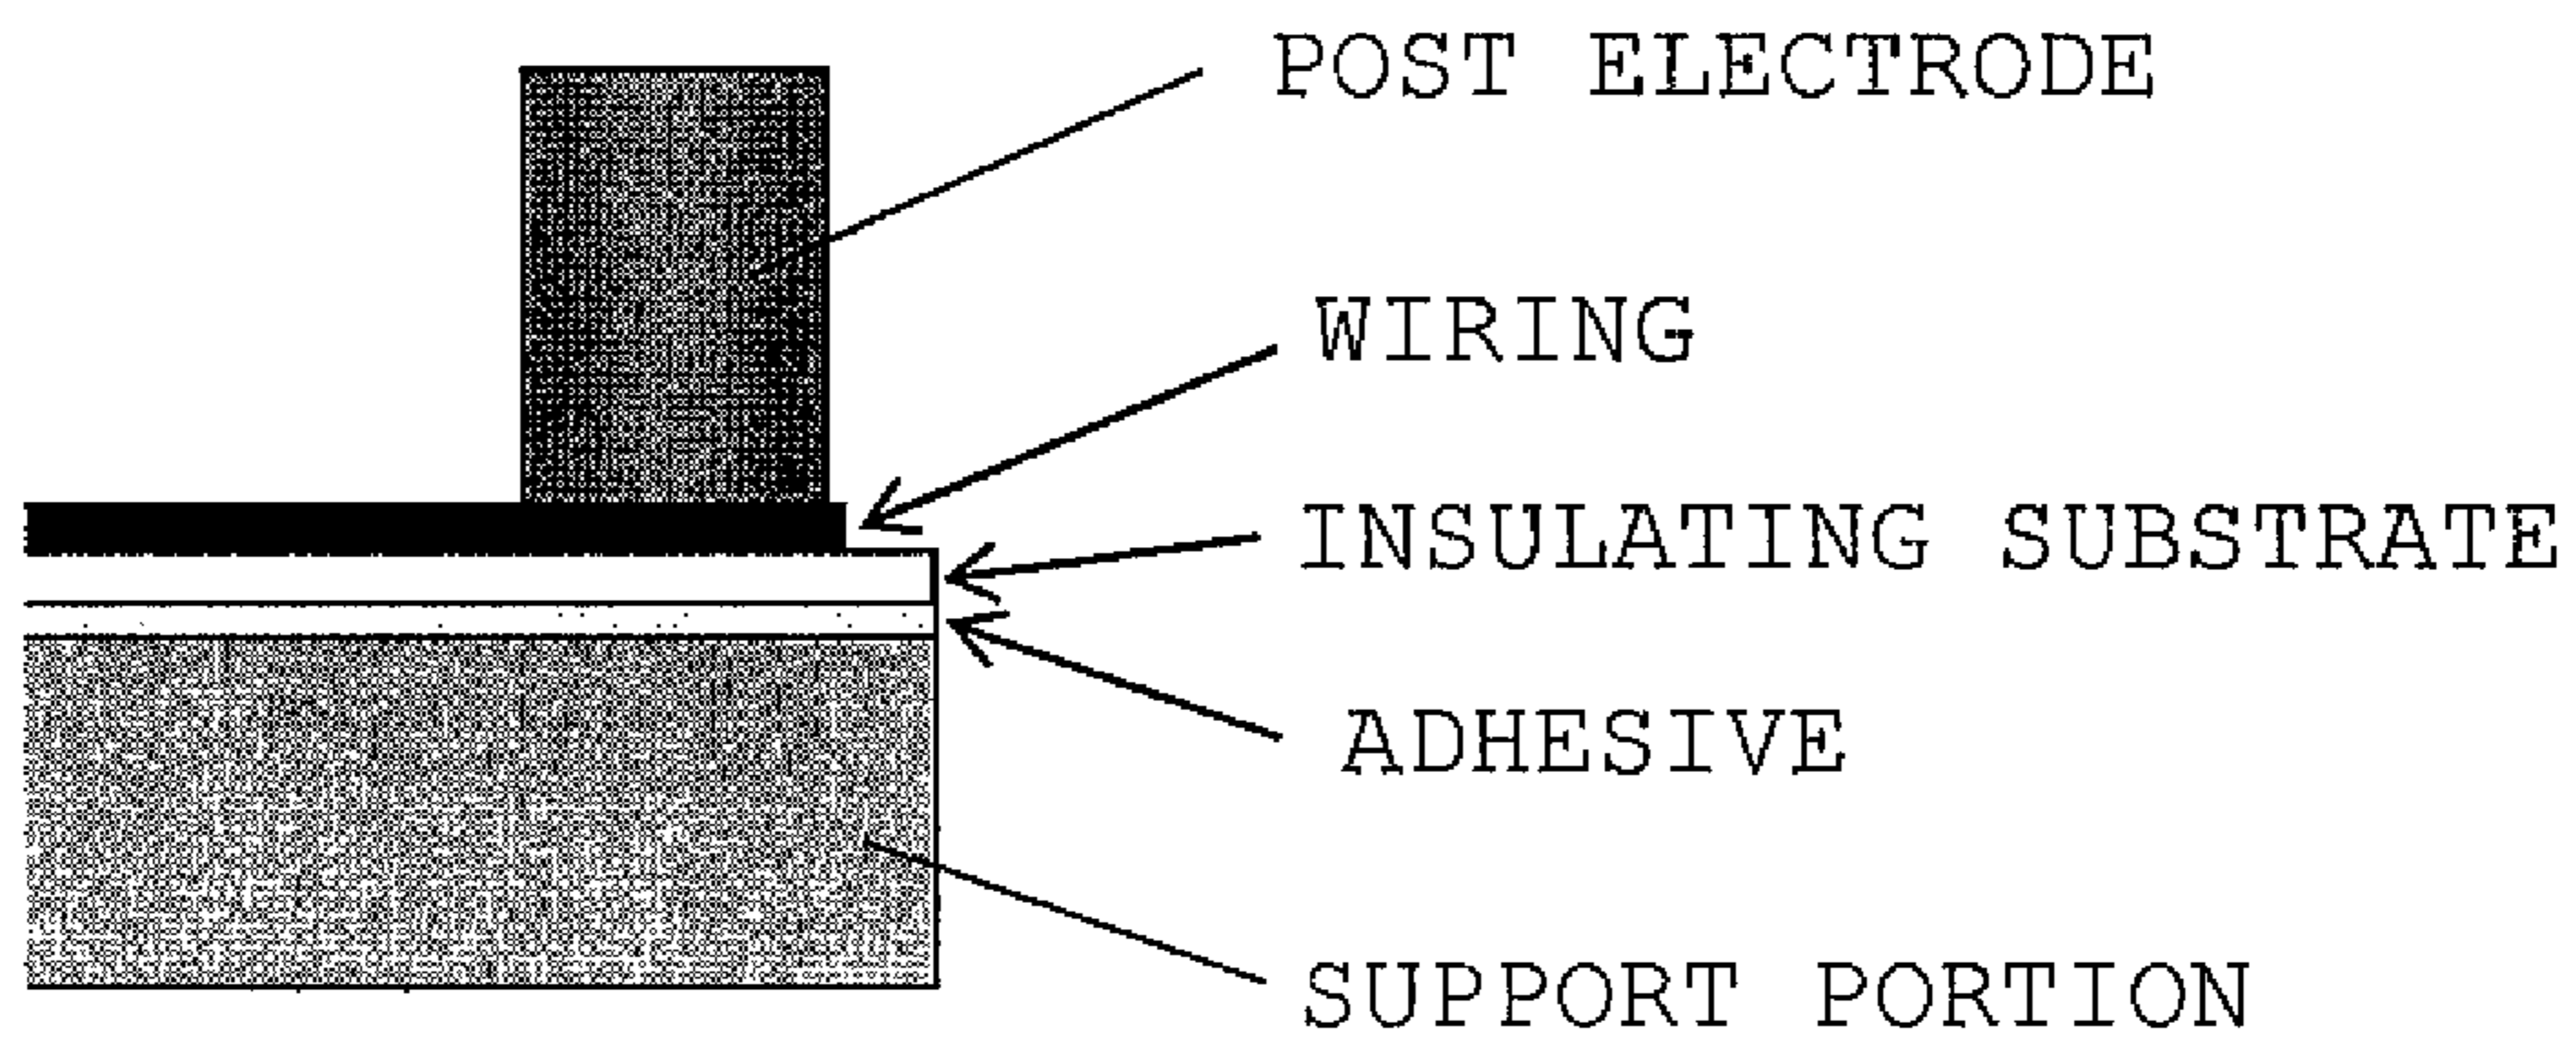 POST ELECTRODE
WIRING
INSULATING SUBSTRATE
ADHESIVE
SUPPORT PORTION